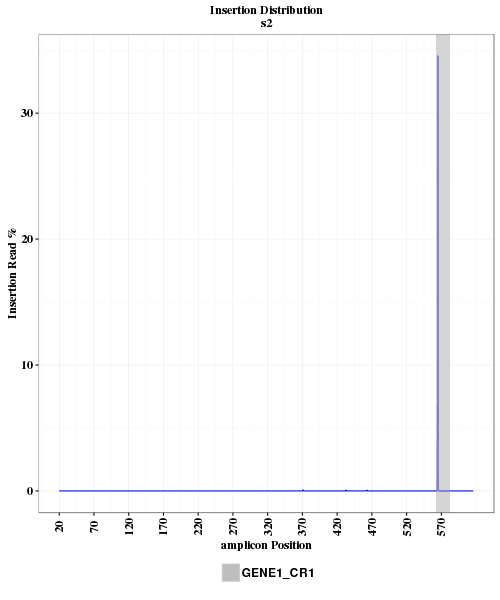 Insertion Distribution
s2
Insertion Read %
30
20
10
0
20 70 120 170 220 270 320 370 420 470 520 570
amplicon Position
GENE1_CR1